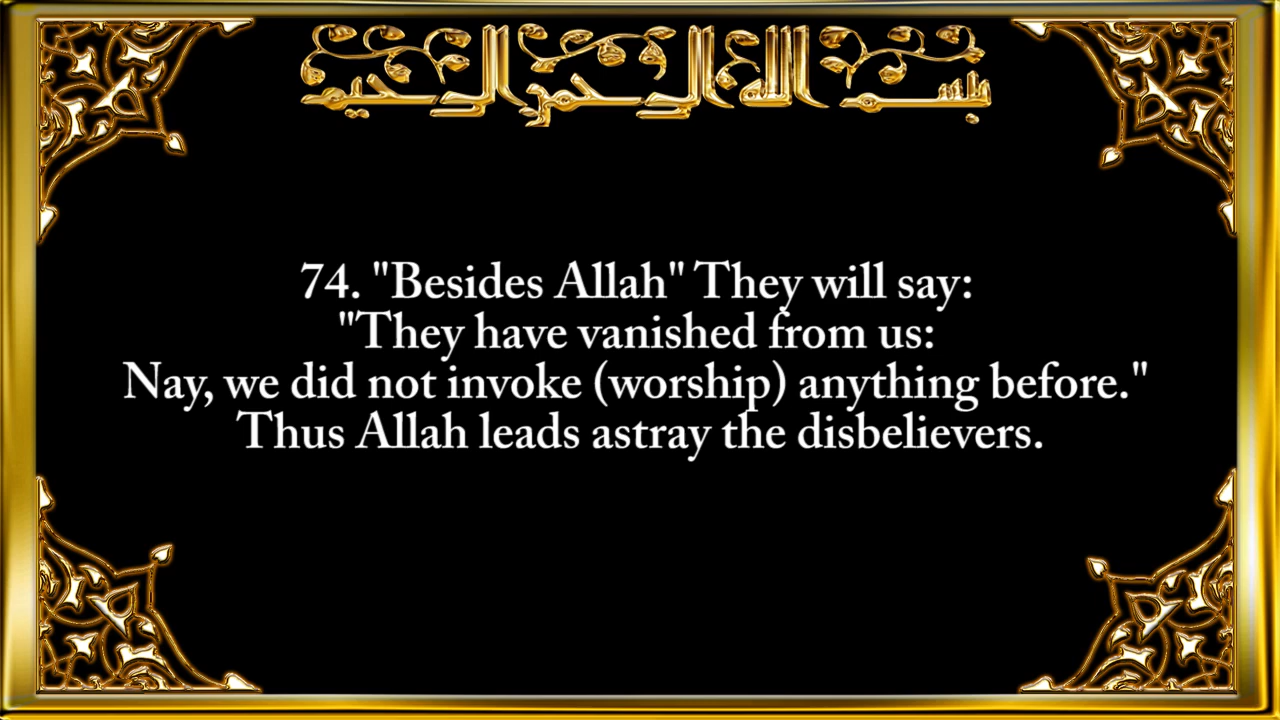 بسم الله الرحمن الرحيم
74. "Besides Allah" They will say:
"They have vanished from us:
Nay, we did not invoke (worship) anything before."
Thus Allah leads astray the disbelievers.